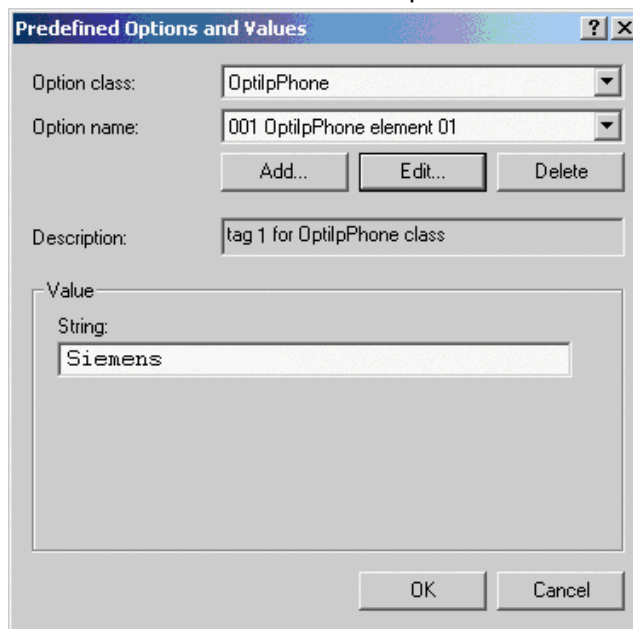 Predefined Options and Values
Option class: OptiIpPhone
Option name: 001 OptiIpPhone element 01
Add... Edit... Delete
Description: tag 1 for OptiIpPhone class
Value
String:
Siemens
OK Cancel